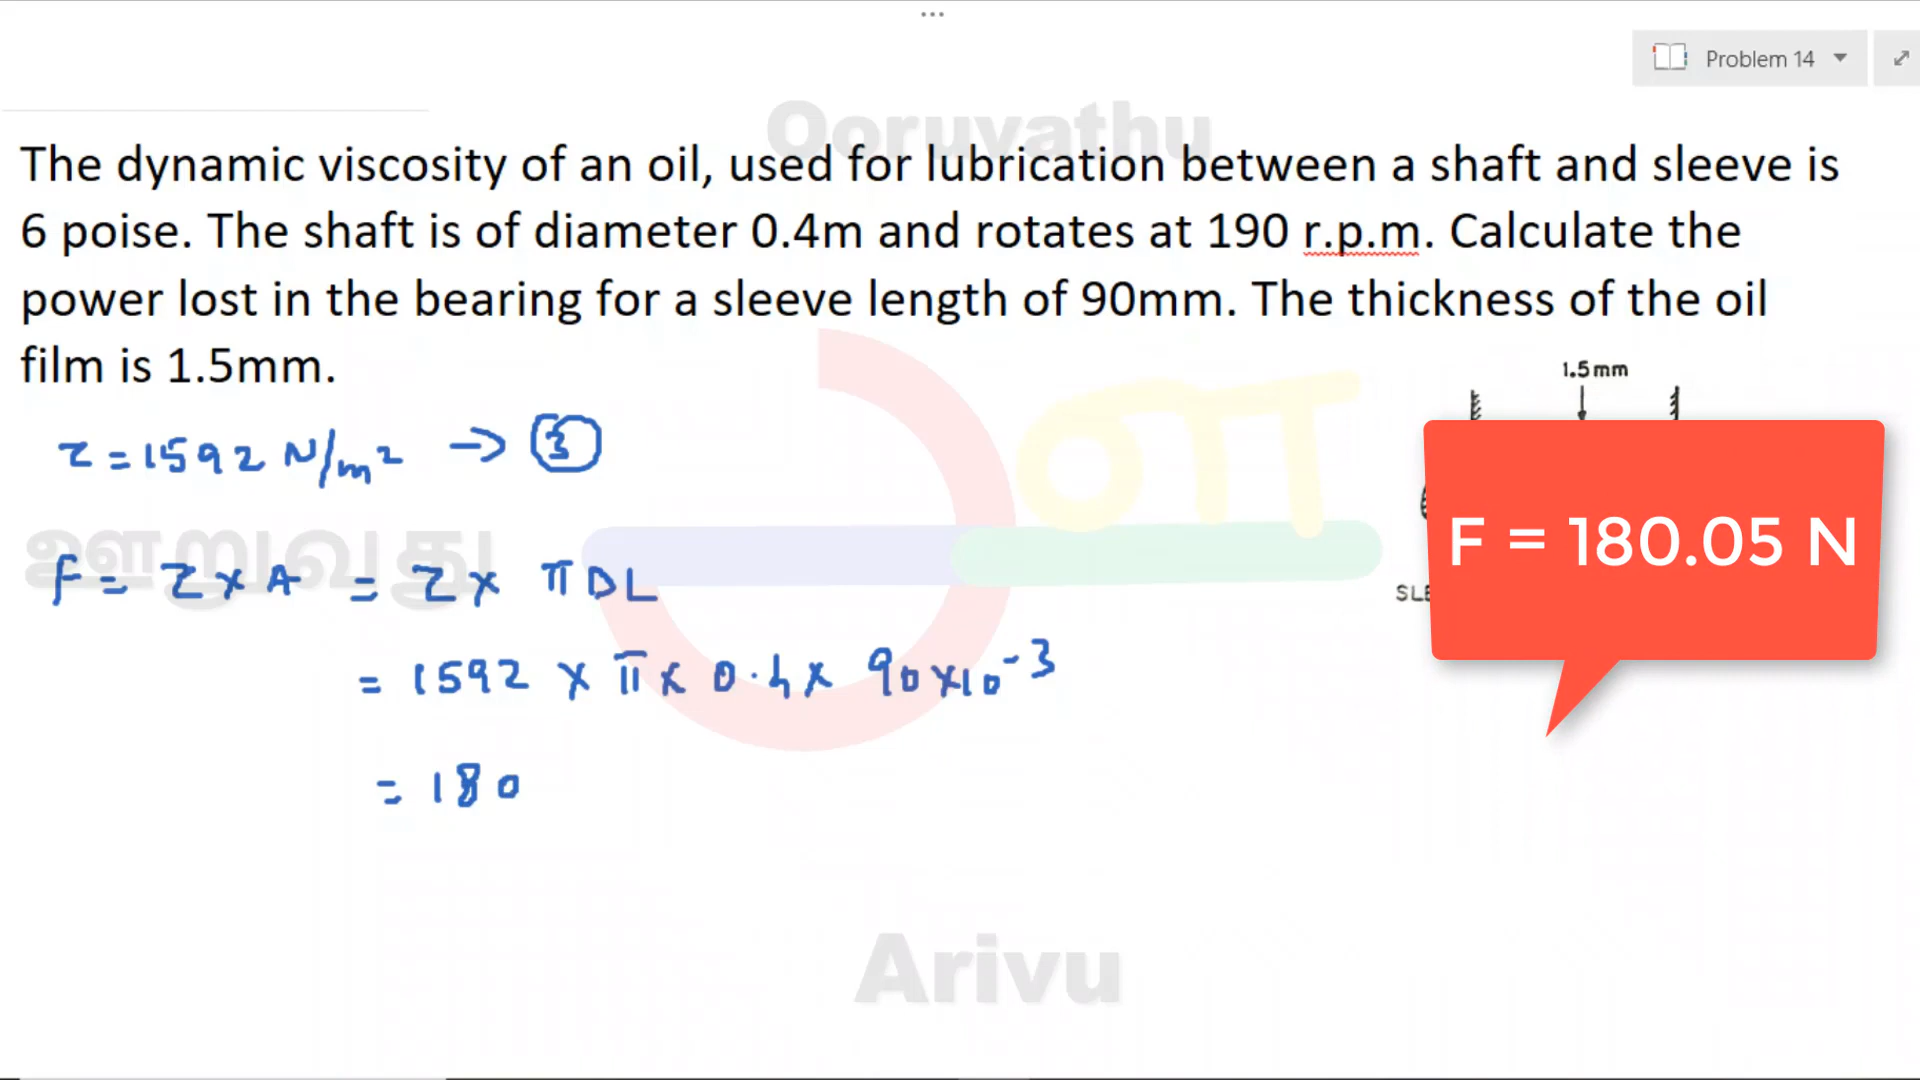 ...
Problem 14
Ooruvathu
The dynamic viscosity of an oil, used for lubrication between a shaft and sleeve is
6 poise. The shaft is of diameter 0.4m and rotates at 190 r.p.m. Calculate the
power lost in the bearing for a sleeve length of 90mm. The thickness of the oil
film is 1.5mm.
1.5mm
τ = 1592 N/m² → ③
F = 180.05 N
SLE
F = τ × A = τ × π D L
= 1592 × π × 0.4 × 90×10⁻³
= 180
Arivu